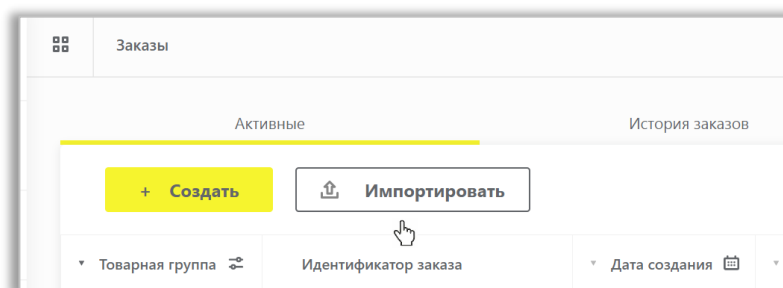 Заказы
Активные История заказов
+ Создать Импортировать
Товарная группа Идентификатор заказа Дата создания